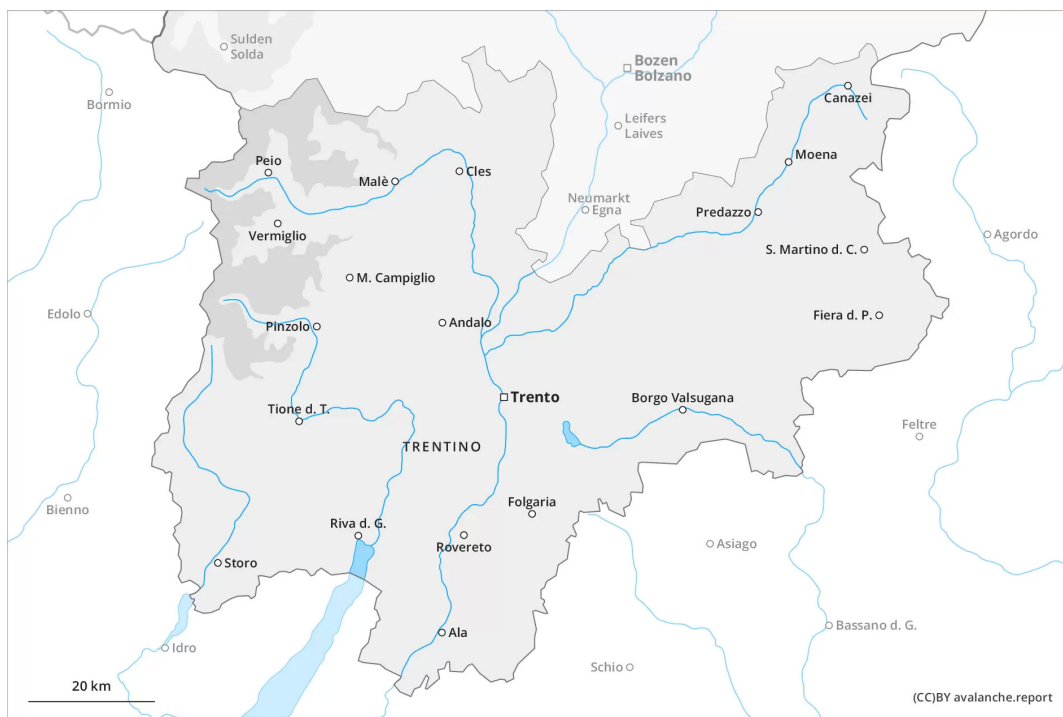 Sulden
Solda
Bozen
Bolzano
Bormio
Canazei
Leifers
Laives
Moena
Peio
Malè
Cles
Neumarkt
Egna
Predazzo
Vermiglio
Agordo
S. Martino d. C.
M. Campiglio
Edolo
Pinzolo
Andalo
Fiera d. P.
Trento
Borgo Valsugana
Tione d. T.
Feltre
TRENTINO
Bienno
Folgaria
Riva d. G.
Rovereto
Asiago
Storo
Ala
Bassano d. G.
Idro
Schio
20 km
(CC)BY avalanche.report